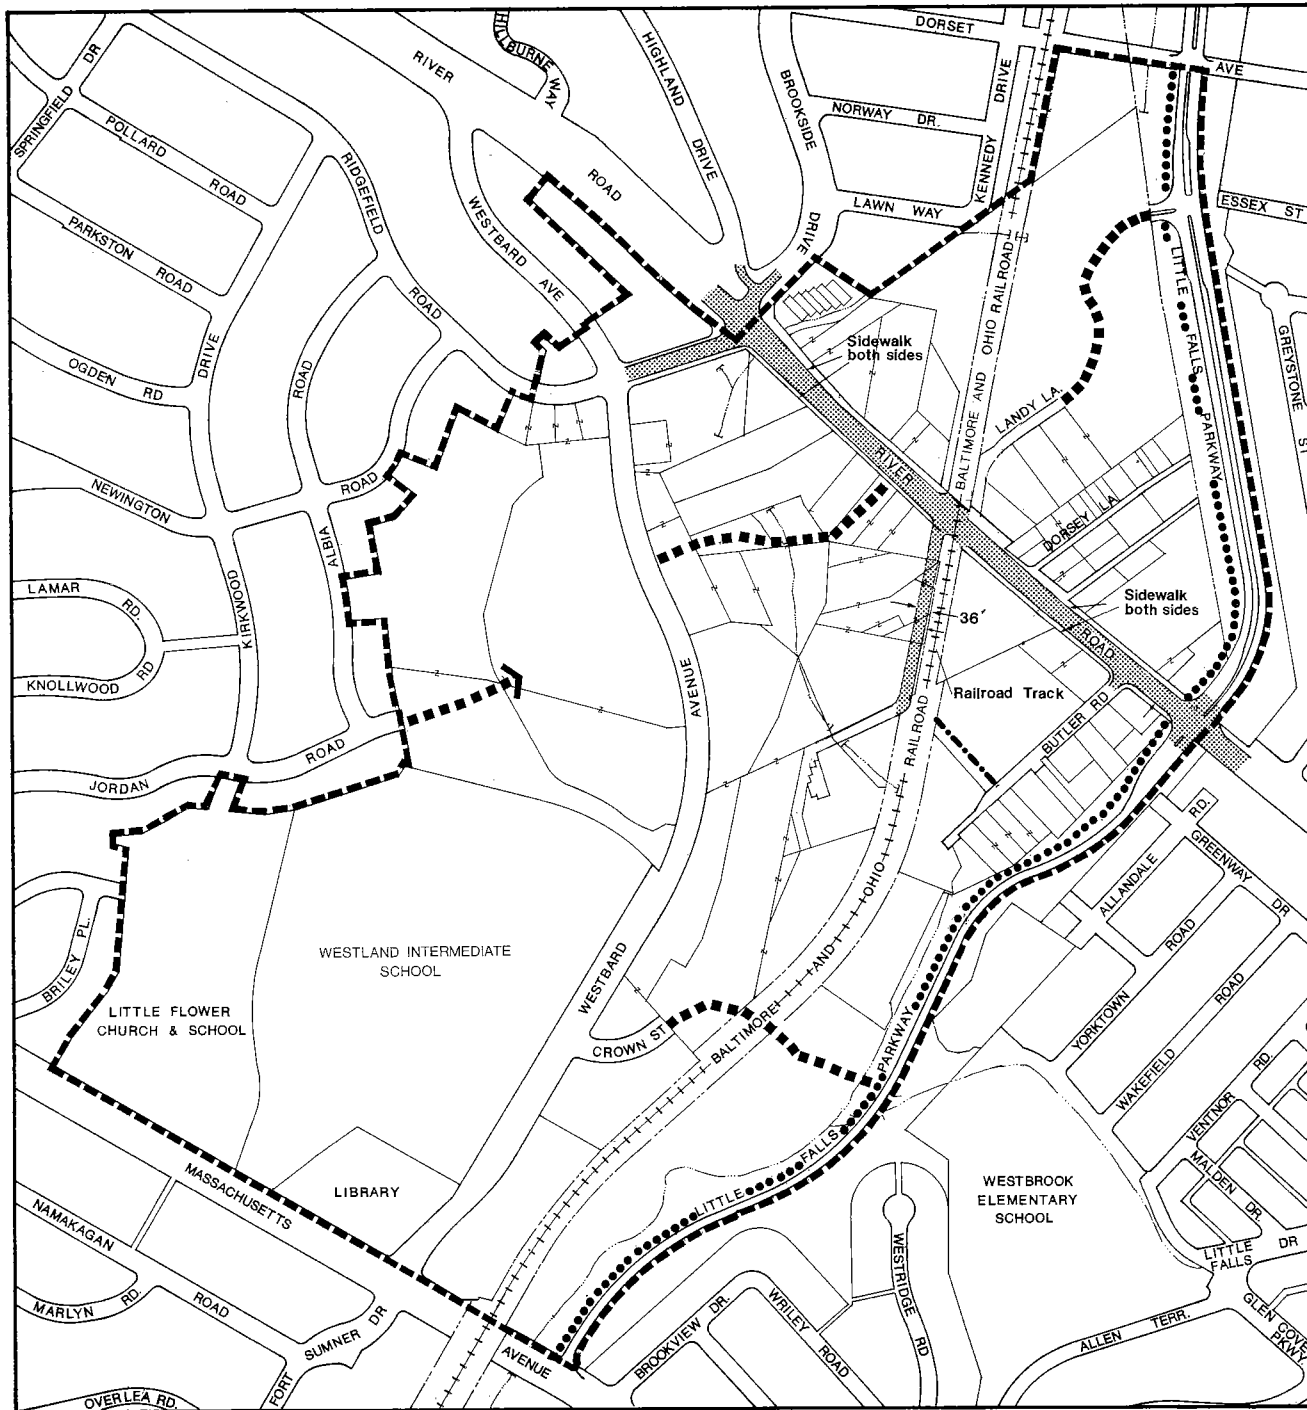 DORSET
AVE
HILLBURNE WAY
RIVER
ROAD
HIGHLAND
DRIVE
BROOKSIDE
DRIVE
NORWAY DR.
KENNEDY
DRIVE
LAWN WAY
ESSEX ST
SPRINGFIELD
DR
POLLARD
ROAD
PARKSTON
ROAD
RIDGEFIELD
ROAD
WESTBARD AVE
OGDEN RD
DRIVE
ROAD
NEWINGTON
ROAD
ALBIA
KIRKWOOD
LAMAR
RD.
KNOLLWOOD
RD
JORDAN
ROAD
BRILEY PL.
Sidewalk
both sides
BALTIMORE AND OHIO RAILROAD
LANDY LA.
DORSEY LA.
LITTLE
FALLS
PARKWAY
GREYSTONE
ST
RIVER
ROAD
Sidewalk
both sides
36'
Railroad Track
BUTLER RD
AVENUE
WESTBARD
RAILROAD
OHIO
AND
BALTIMORE
CROWN ST
WESTLAND INTERMEDIATE
SCHOOL
LITTLE FLOWER
CHURCH & SCHOOL
LIBRARY
MASSACHUSETTS
AVENUE
NAMAKAGAN
ROAD
MARLYN
RD.
SUMNER DR
FORT
OVERLEA RD.
LITTLE
FALLS
PARKWAY
BROOKVIEW DR.
WRILEY
ROAD
WESTRIDGE RD
WESTBROOK
ELEMENTARY
SCHOOL
ALLANDALE
RD.
GREENWAY
DR
YORKTOWN
ROAD
WAKEFIELD
ROAD
VENTNOR
RD.
MALDEN
DR.
LITTLE
FALLS
DR
GLEN COVE
PKWY
ALLEN TERR.